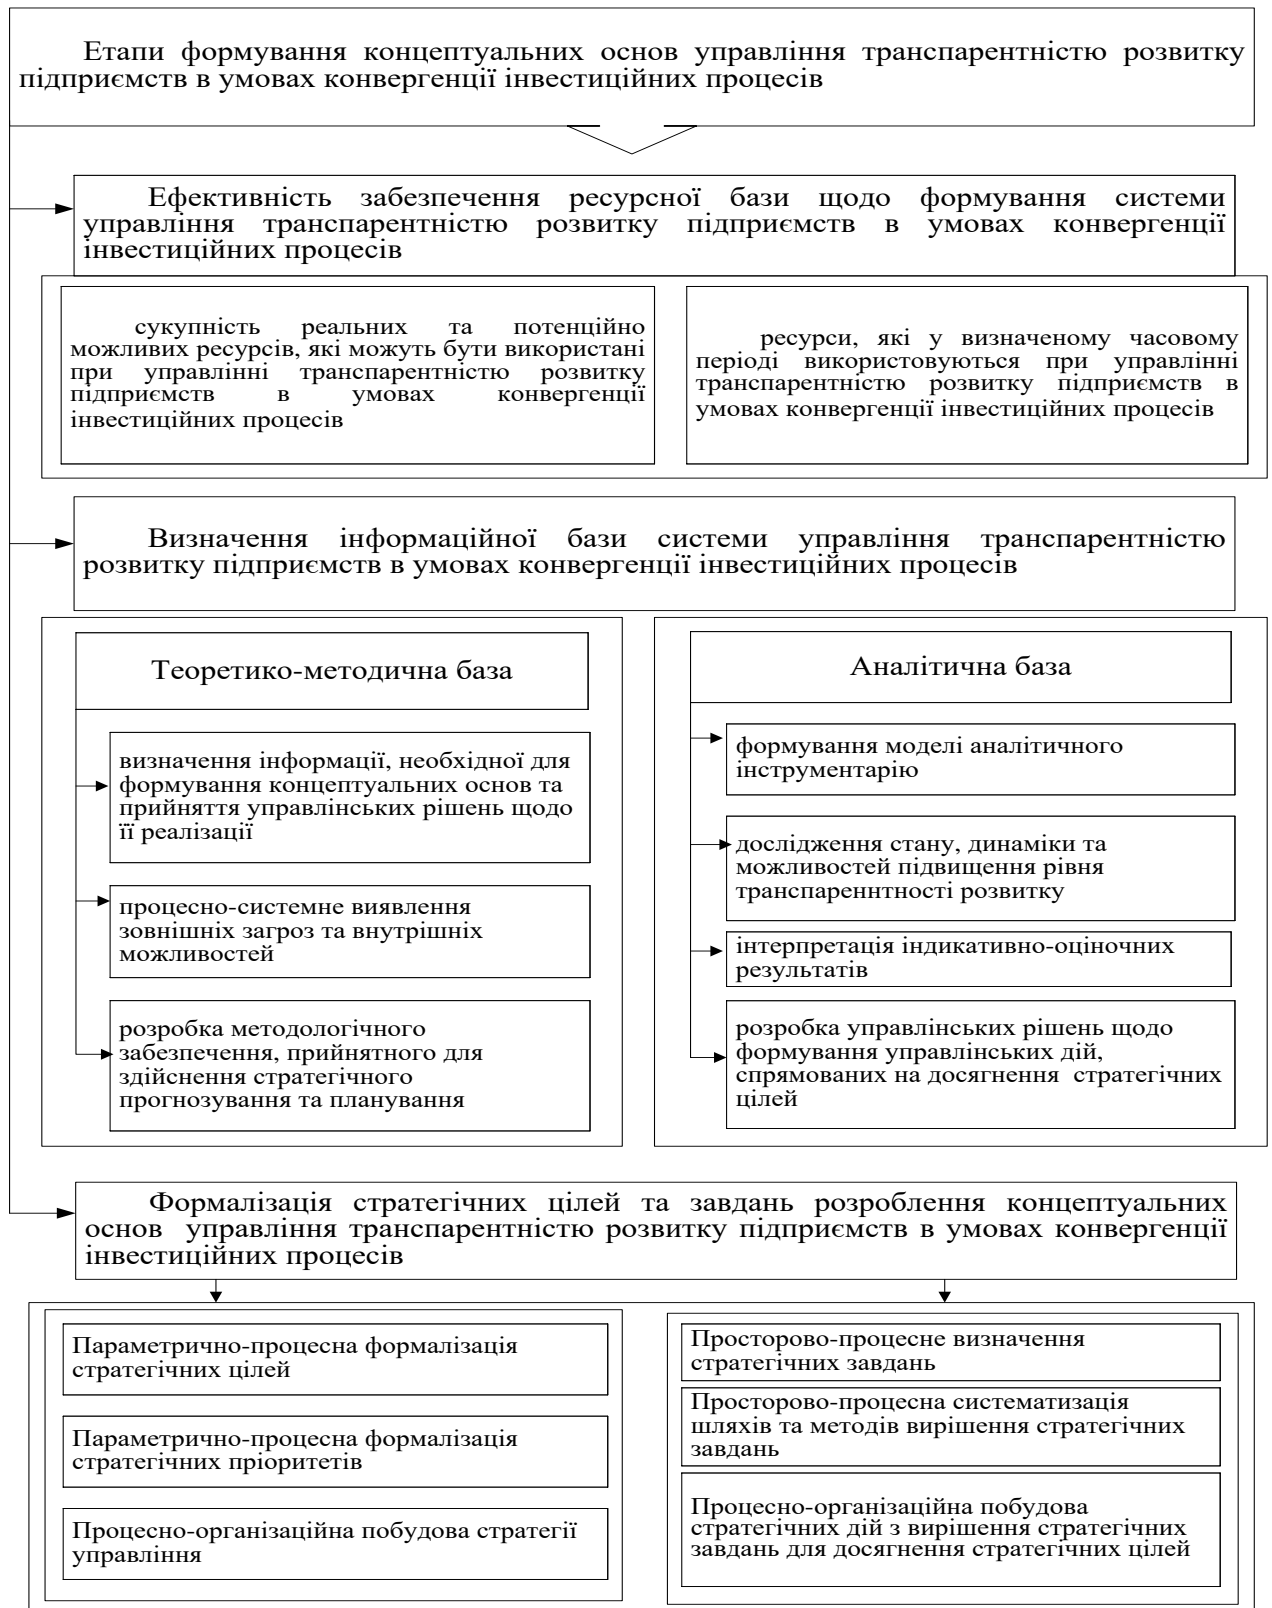 Етапи формування концептуальних основ управління транспарентністю розвитку
підприємств в умовах конвергенції інвестиційних процесів
Ефективність забезпечення ресурсної бази щодо формування системи
управління транспарентністю розвитку підприємств в умовах конвергенції
інвестиційних процесів
сукупність реальних та потенційно
можливих ресурсів, які можуть бути використані
при управлінні транспарентністю розвитку
підприємств в умовах конвергенції
інвестиційних процесів
ресурси, які у визначеному часовому
періоді використовуються при управлінні
транспарентністю розвитку підприємств в
умовах конвергенції інвестиційних процесів
Визначення інформаційної бази системи управління транспарентністю
розвитку підприємств в умовах конвергенції інвестиційних процесів
Теоретико-методична база
визначення інформації, необхідної для
формування концептуальних основ та
прийняття управлінських рішень щодо
її реалізації
процесно-системне виявлення
зовнішніх загроз та внутрішніх
можливостей
розробка методологічного
забезпечення, прийнятного для
здійснення стратегічного
прогнозування та планування
Аналітична база
формування моделі аналітичного
інструментарію
дослідження стану, динаміки та
можливостей підвищення рівня
транспареннтності розвитку
інтерпретація індикативно-оціночних
результатів
розробка управлінських рішень щодо
формування управлінських дій,
спрямованих на досягнення стратегічних
цілей
Формалізація стратегічних цілей та завдань розроблення концептуальних
основ управління транспарентністю розвитку підприємств в умовах конвергенції
інвестиційних процесів
Параметрично-процесна формалізація
стратегічних цілей
Параметрично-процесна формалізація
стратегічних пріоритетів
Процесно-організаційна побудова стратегії
управління
Просторово-процесне визначення
стратегічних завдань
Просторово-процесна систематизація
шляхів та методів вирішення стратегічних
завдань
Процесно-організаційна побудова
стратегічних дій з вирішення стратегічних
завдань для досягнення стратегічних цілей